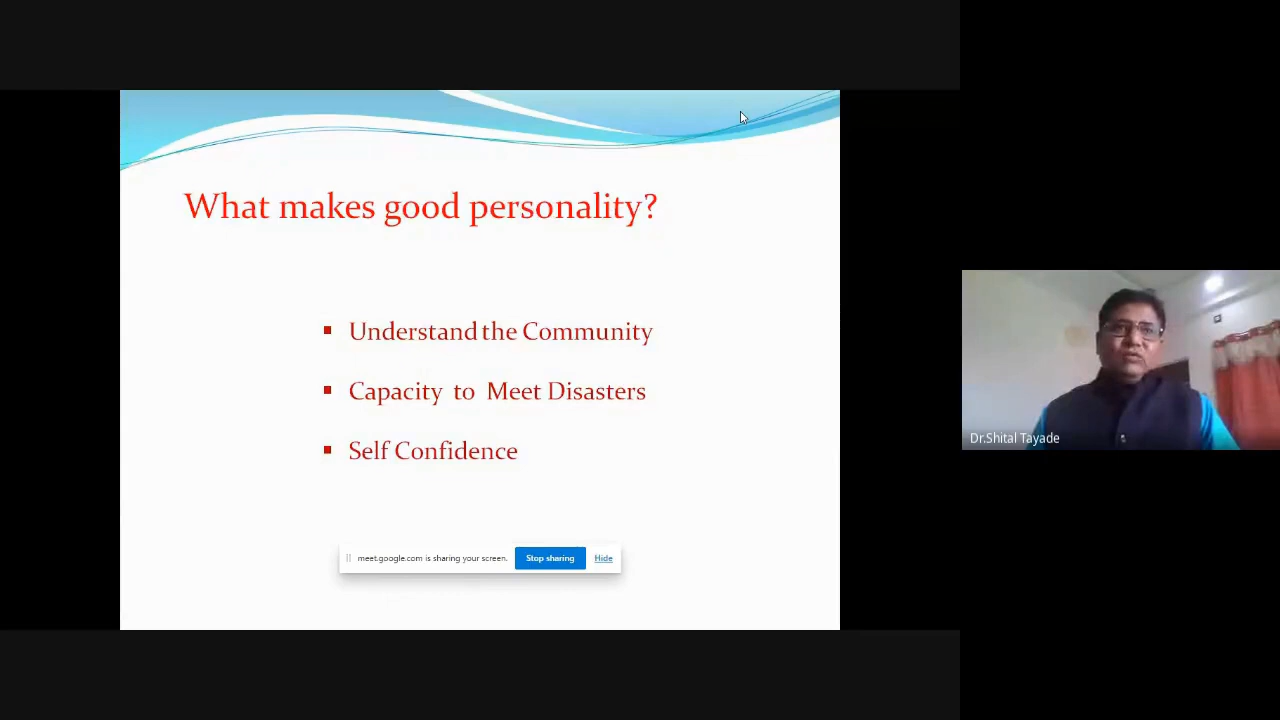 What makes good personality?
Understand the Community
Capacity to Meet Disasters
Self Confidence
meet.google.com is sharing your screen. Stop sharing Hide
Dr.Shital Tayade